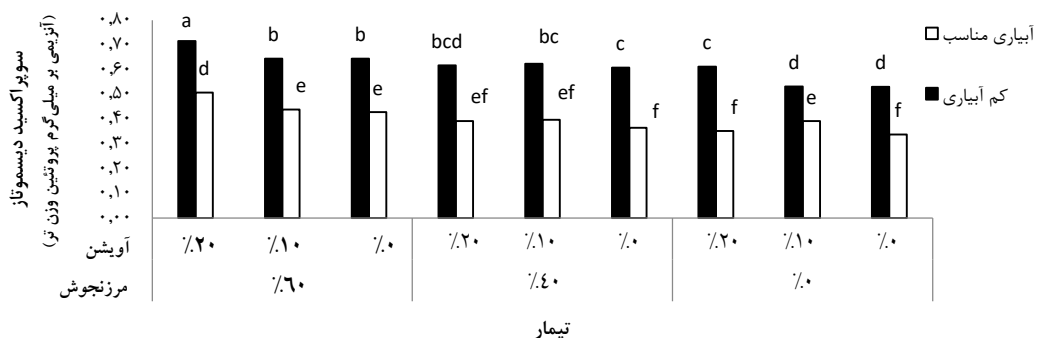 سوپراکسید دیسموتاز
(آنزیمی بر میلی‌گرم پروتئین وزن تر)
۰,۸۰
۰,۷۰
۰,۶۰
۰,۵۰
۰,۴۰
۰,۳۰
۰,۲۰
۰,۱۰
۰,۰۰
a b b bcd bc c c d d
d e e ef ef f f e f
آبیاری مناسب
کم آبیاری
آویشن ٪۲۰ ٪۱۰ ٪۰ ٪۲۰ ٪۱۰ ٪۰ ٪۲۰ ٪۱۰ ٪۰
مرزنجوش ٪٦۰ ٪٤۰ ٪۰
تیمار